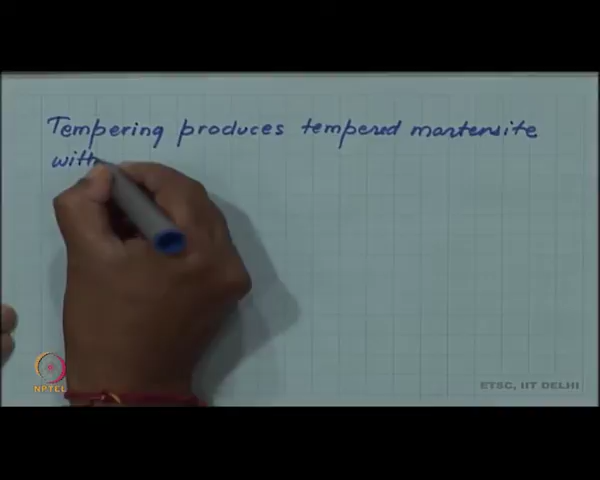 Tempering produces tempered martensite
with
NPTEL
ETSC, IIT DELHI